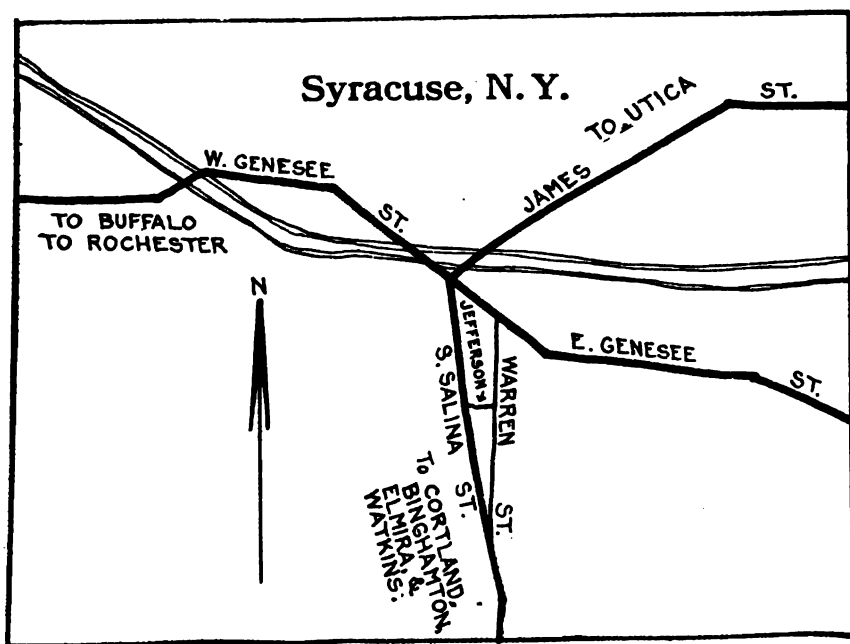 Syracuse, N. Y.
TO UTICA
ST.
JAMES
W. GENESEE
ST.
TO BUFFALO
TO ROCHESTER
N
JEFFERSON
S. SALINA
ST.
WARREN
ST.
E. GENESEE
ST.
TO CORTLAND,
BINGHAMTON,
ELMIRA, &
WATKINS.